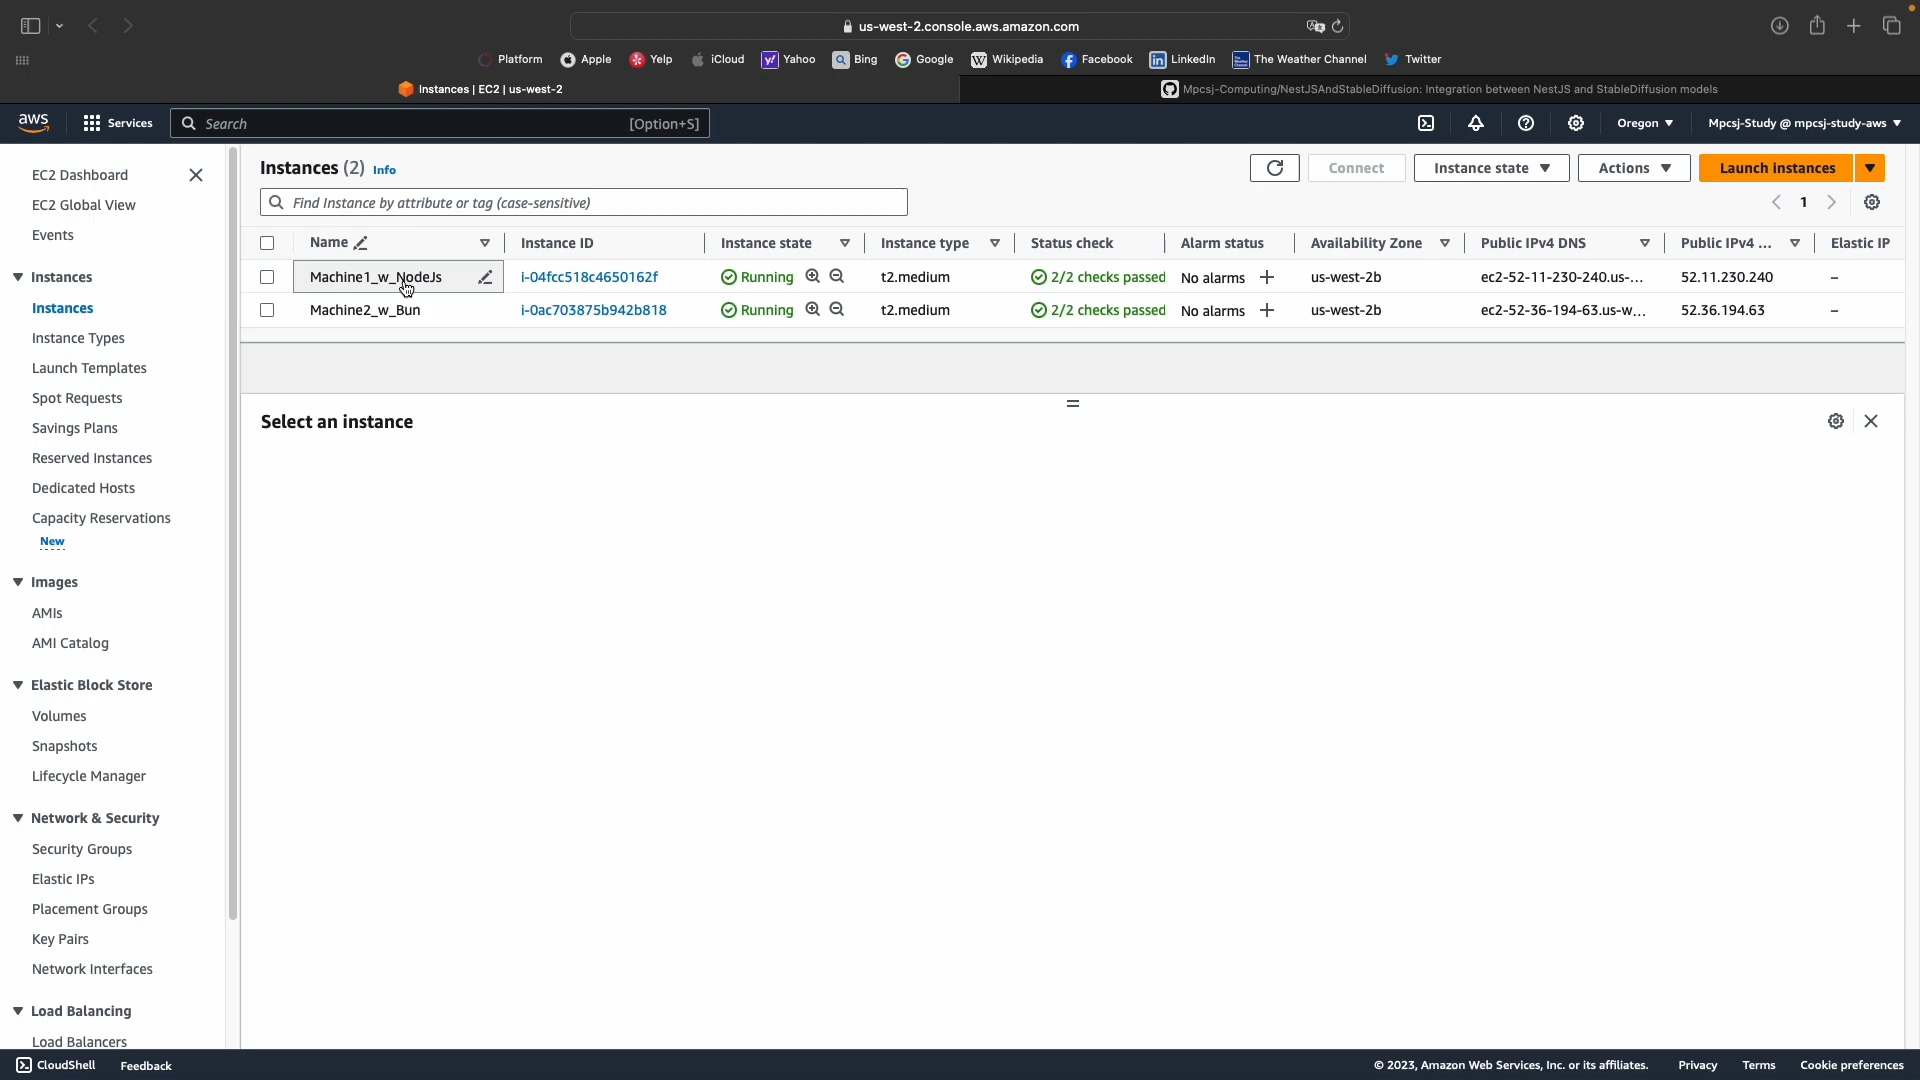 us-west-2.console.aws.amazon.com
Platform Apple Yelp iCloud Yahoo Bing Google Wikipedia Facebook LinkedIn The Weather Channel Twitter
Instances | EC2 | us-west-2
Mpcsj-Computing/NestJSAndStableDiffusion: Integration between NestJS and StableDiffusion models
aws Services Search [Option+S] Oregon Mpcsj-Study @ mpcsj-study-aws
EC2 Dashboard
EC2 Global View
Events
Instances
Instances
Instance Types
Launch Templates
Spot Requests
Savings Plans
Reserved Instances
Dedicated Hosts
Capacity Reservations
New
Images
AMIs
AMI Catalog
Elastic Block Store
Volumes
Snapshots
Lifecycle Manager
Network & Security
Security Groups
Elastic IPs
Placement Groups
Key Pairs
Network Interfaces
Load Balancing
Load Balancers
Instances (2) Info Connect Instance state Actions Launch instances
Find Instance by attribute or tag (case-sensitive) 1
Name Instance ID Instance state Instance type Status check Alarm status Availability Zone Public IPv4 DNS Public IPv4 ... Elastic IP
Machine1_w_NodeJs i-04fcc518c4650162f Running t2.medium 2/2 checks passed No alarms us-west-2b ec2-52-11-230-240.us-... 52.11.230.240 –
Machine2_w_Bun i-0ac703875b942b818 Running t2.medium 2/2 checks passed No alarms us-west-2b ec2-52-36-194-63.us-w... 52.36.194.63 –
Select an instance
CloudShell Feedback © 2023, Amazon Web Services, Inc. or its affiliates. Privacy Terms Cookie preferences